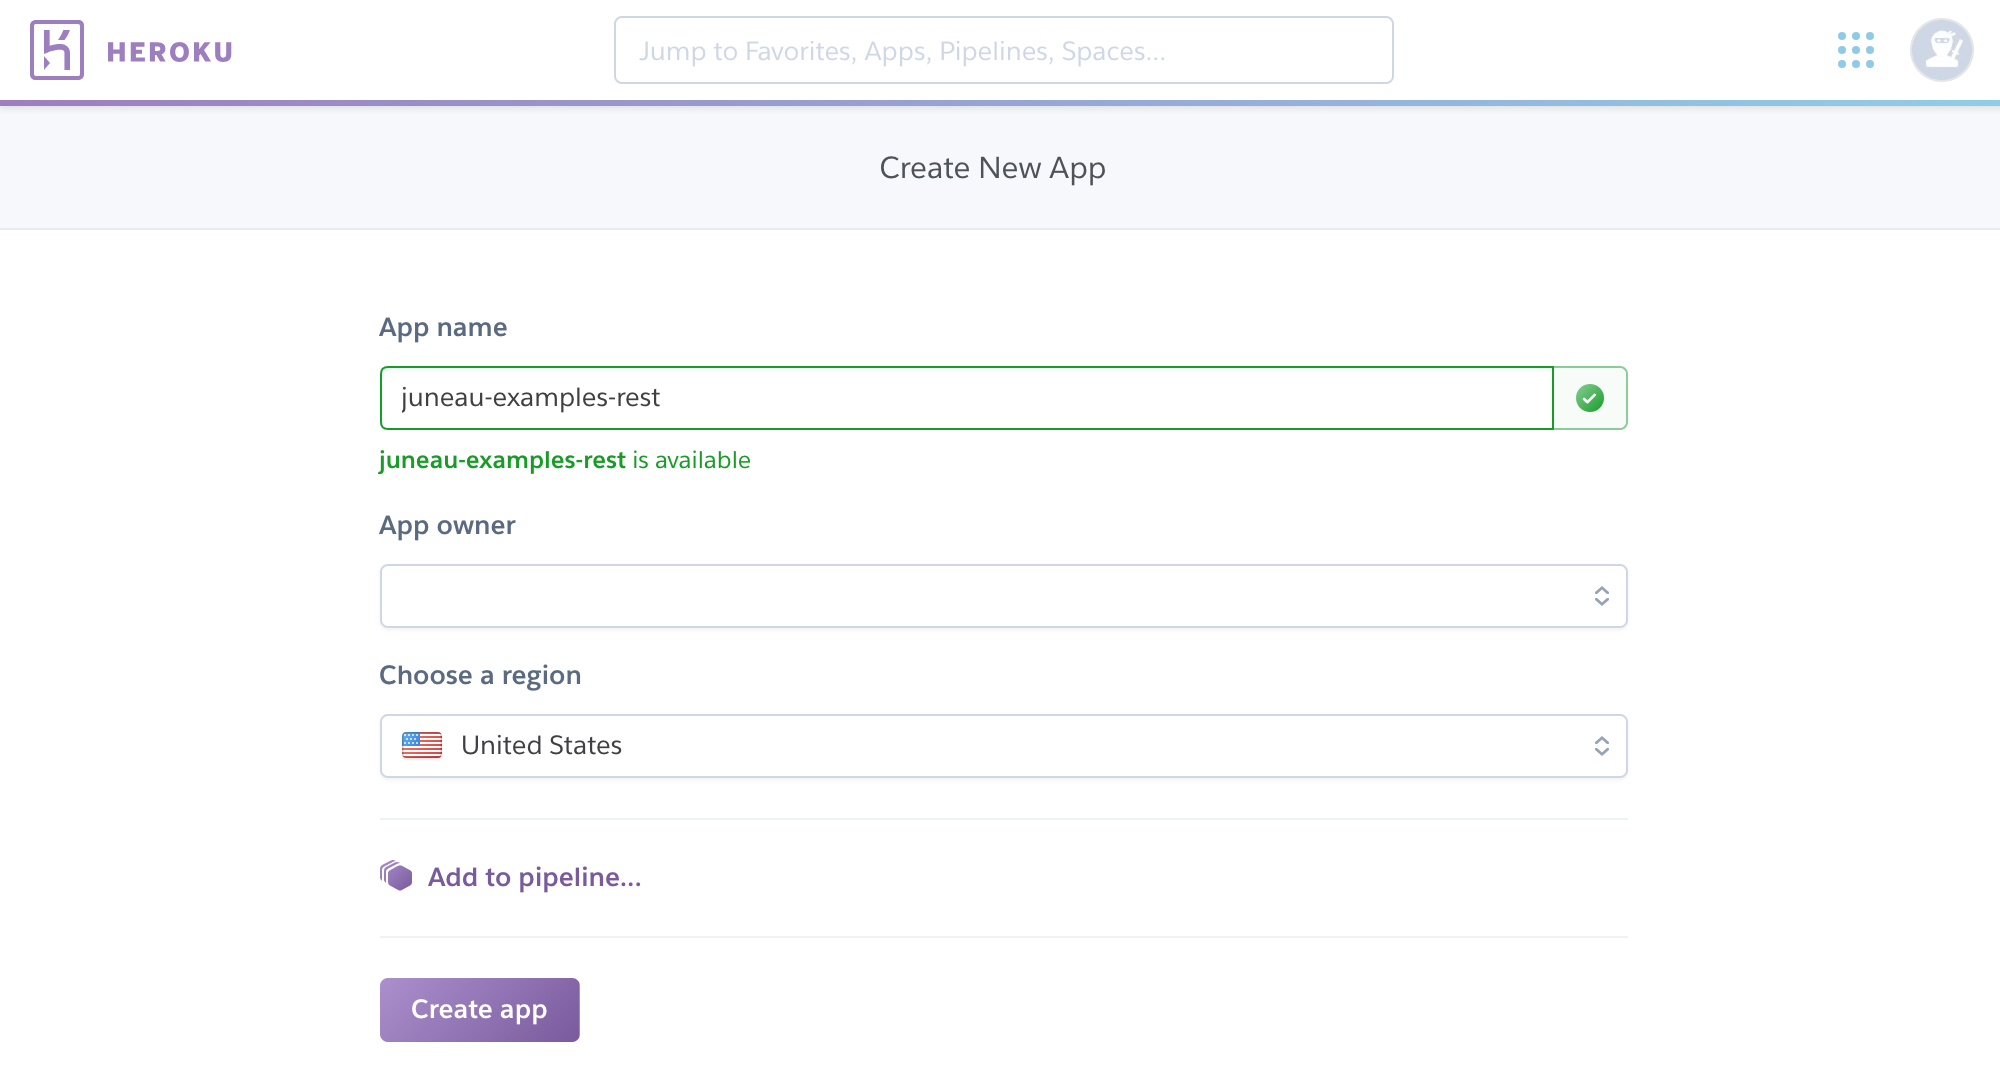 HEROKU
Jump to Favorites, Apps, Pipelines, Spaces...
Create New App
App name
juneau-examples-rest
juneau-examples-rest is available
App owner
Choose a region
United States
Add to pipeline...
Create app